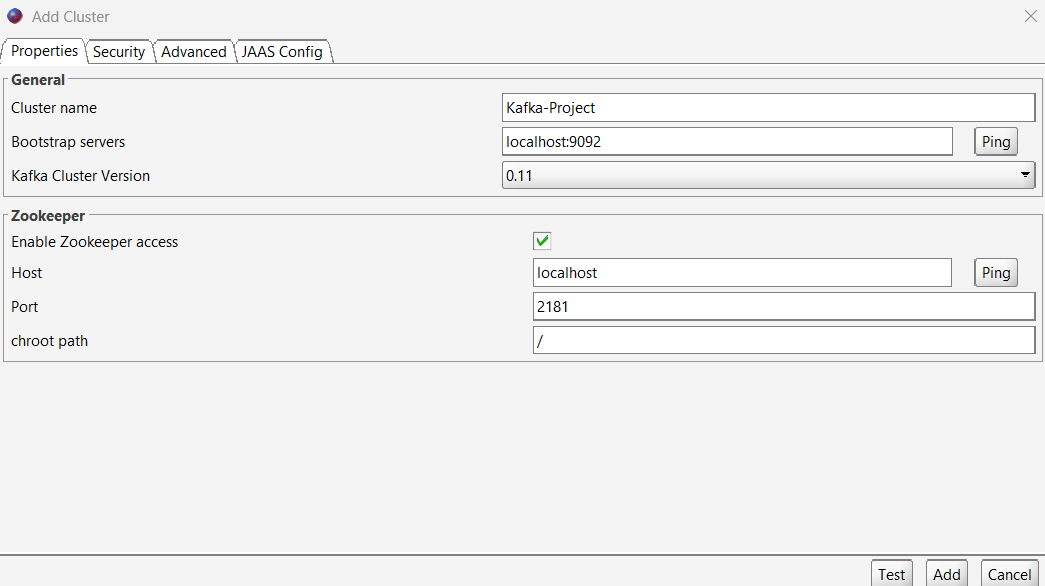 Add Cluster
Properties Security Advanced JAAS Config
General
Cluster name Kafka-Project
Bootstrap servers localhost:9092 Ping
Kafka Cluster Version 0.11
Zookeeper
Enable Zookeeper access
Host localhost Ping
Port 2181
chroot path /
Test Add Cancel